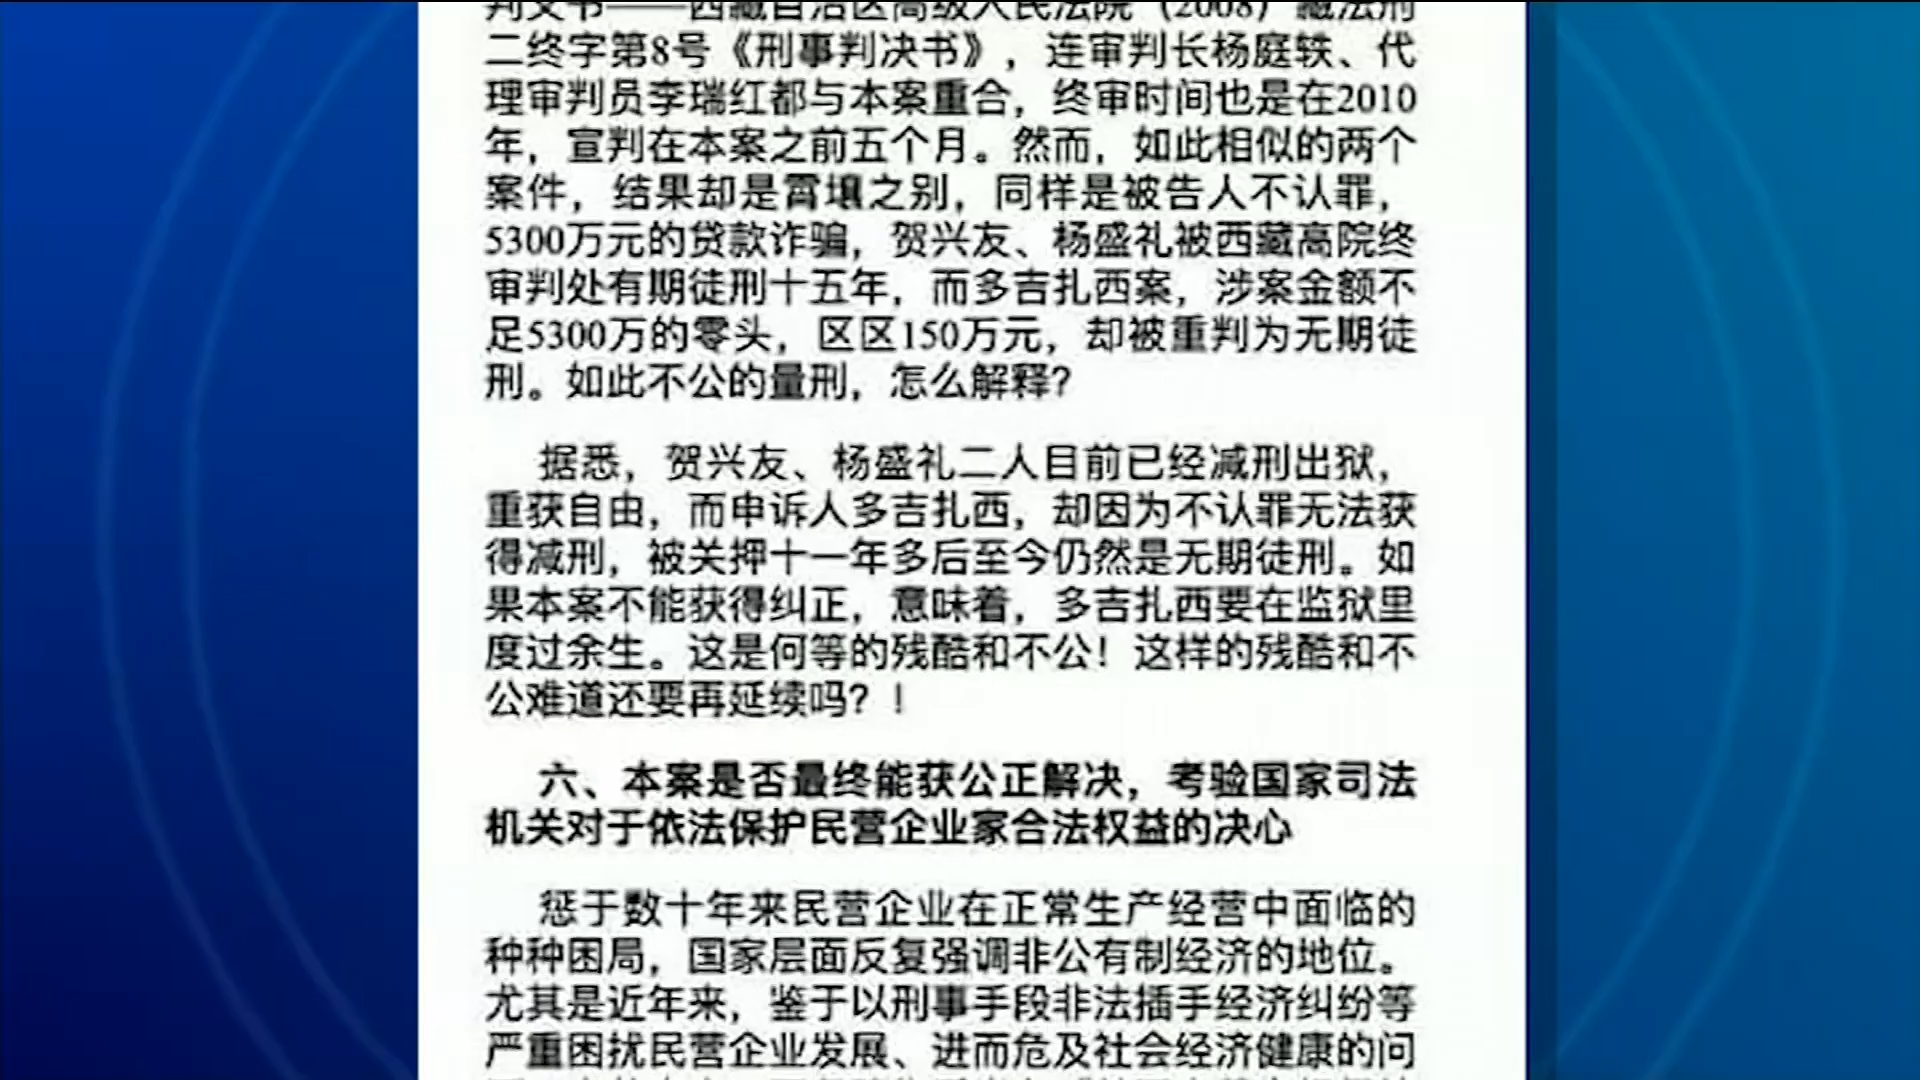 判文书——西藏自治区高级人民法院（2008）藏法刑
二终字第8号《刑事判决书》，连审判长杨庭轶、代
理审判员李瑞红都与本案重合，终审时间也是在2010
年，宣判在本案之前五个月。然而，如此相似的两个
案件，结果却是霄壤之别，同样是被告人不认罪，
5300万元的贷款诈骗，贺兴友、杨盛礼被西藏高院终
审判处有期徒刑十五年，而多吉扎西案，涉案金额不
足5300万的零头，区区150万元，却被重判为无期徒
刑。如此不公的量刑，怎么解释？
据悉，贺兴友、杨盛礼二人目前已经减刑出狱，
重获自由，而申诉人多吉扎西，却因为不认罪无法获
得减刑，被关押十一年多后至今仍然是无期徒刑。如
果本案不能获得纠正，意味着，多吉扎西要在监狱里
度过余生。这是何等的残酷和不公！这样的残酷和不
公难道还要再延续吗？！
六、本案是否最终能获公正解决，考验国家司法
机关对于依法保护民营企业家合法权益的决心
惩于数十年来民营企业在正常生产经营中面临的
种种困局，国家层面反复强调非公有制经济的地位。
尤其是近年来，鉴于以刑事手段非法插手经济纠纷等
严重困扰民营企业发展、进而危及社会经济健康的问